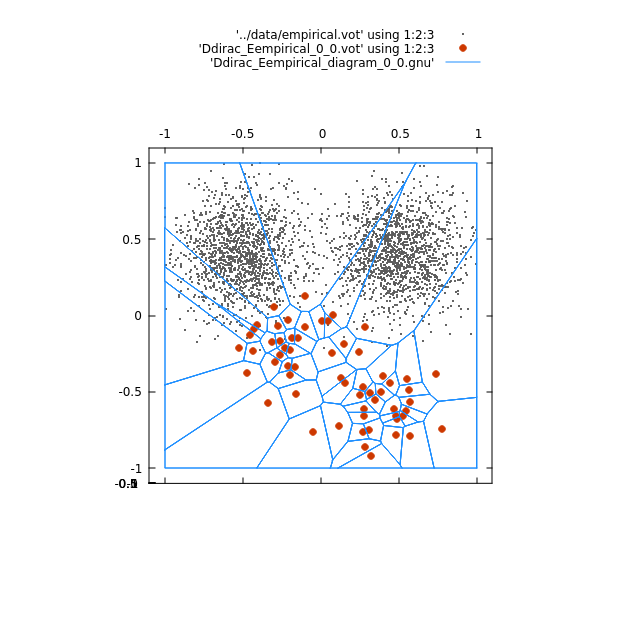 '../data/empirical.vot' using 1:2:3
'Ddirac_Eempirical_0_0.vot' using 1:2:3
'Ddirac_Eempirical_diagram_0_0.gnu'
-1 -0.5 0 0.5 1
1
0.5
0
-0.5
-1